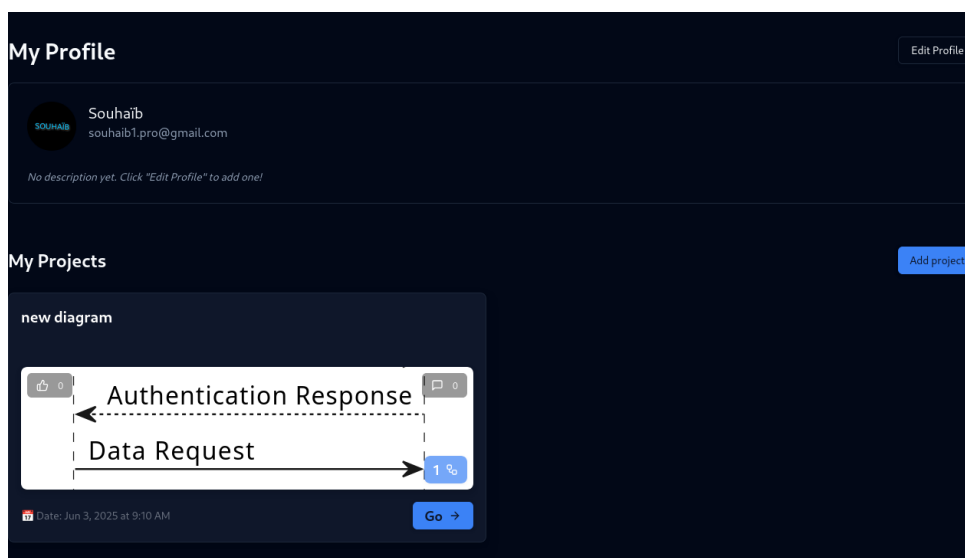 My Profile
Edit Profile
SOUHAÏB
Souhaïb
souhaib1.pro@gmail.com
No description yet. Click "Edit Profile" to add one!
My Projects
Add project
new diagram
0
0
Authentication Response
Data Request
1
Date: Jun 3, 2025 at 9:10 AM
Go